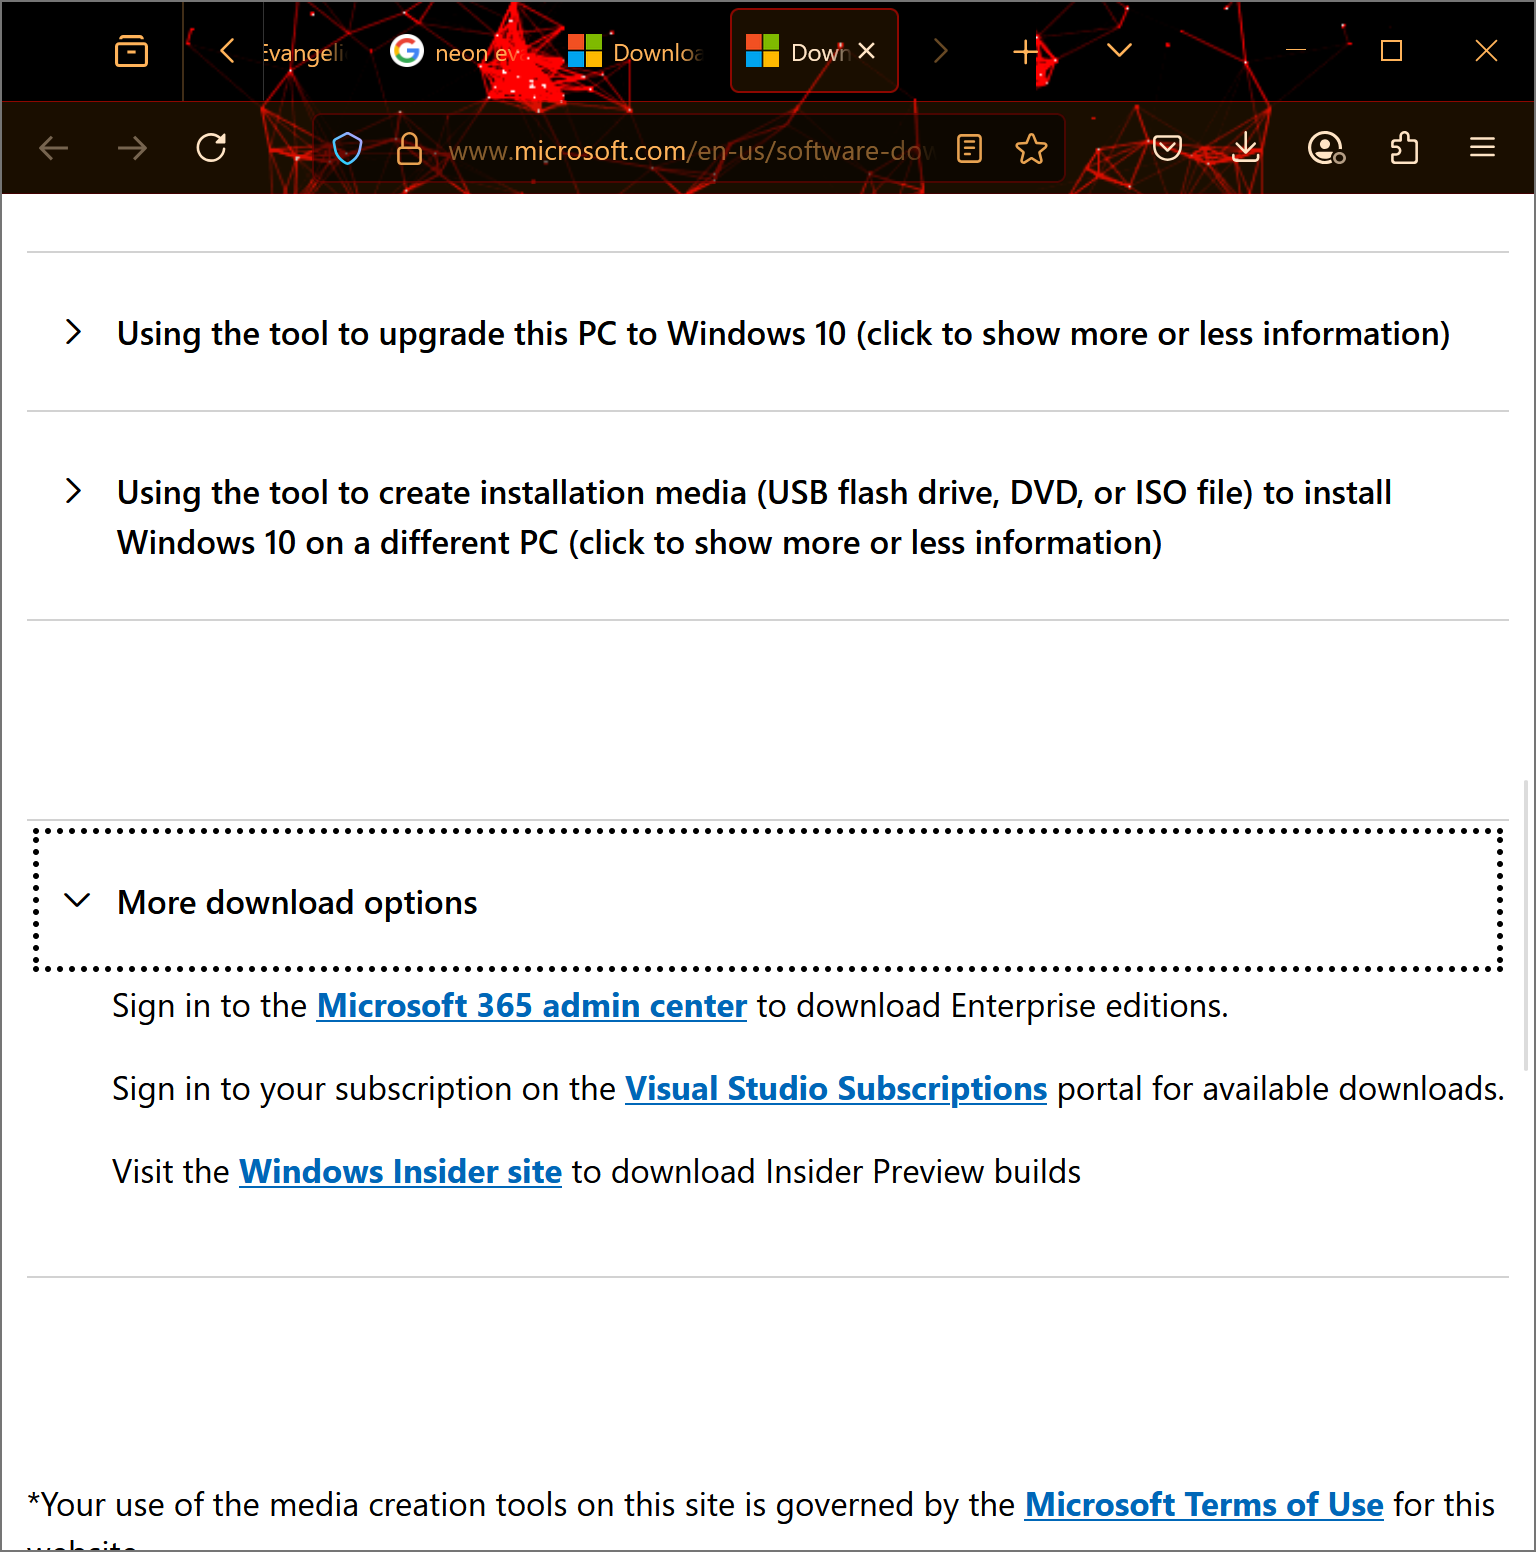 Evangeli
neon ev
Downloa
Down
www.microsoft.com/en-us/software-dow
Using the tool to upgrade this PC to Windows 10 (click to show more or less information)
Using the tool to create installation media (USB flash drive, DVD, or ISO file) to install
Windows 10 on a different PC (click to show more or less information)
More download options
Sign in to the Microsoft 365 admin center to download Enterprise editions.
Sign in to your subscription on the Visual Studio Subscriptions portal for available downloads.
Visit the Windows Insider site to download Insider Preview builds
*Your use of the media creation tools on this site is governed by the Microsoft Terms of Use for this
website